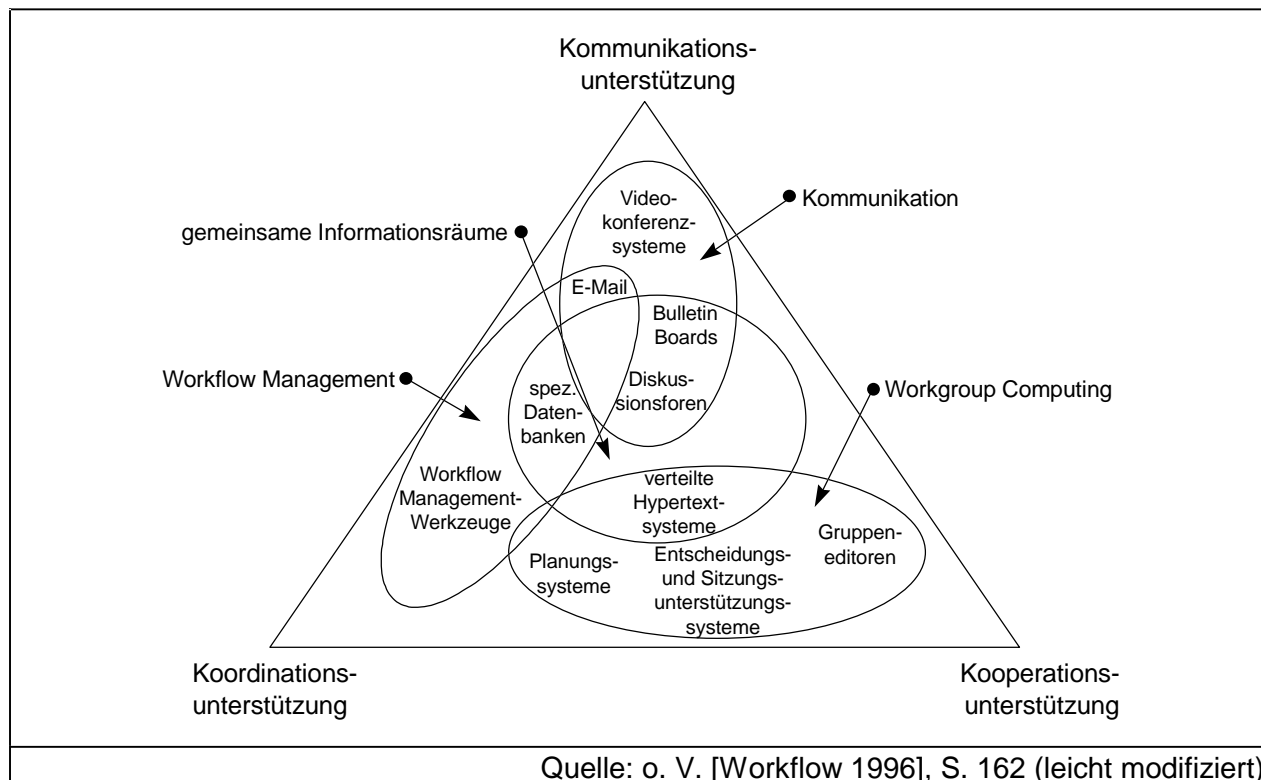 Kommunikations-
unterstützung
Video-
konferenz-
systeme
Kommunikation
gemeinsame Informationsräume
E-Mail
Bulletin
Boards
Workflow Management
spez.
Daten-
banken
Diskus-
sionsforen
Workgroup Computing
Workflow
Management-
Werkzeuge
verteilte
Hypertext-
systeme
Gruppen-
editoren
Planungs-
systeme
Entscheidungs-
und Sitzungs-
unterstützungs-
systeme
Koordinations-
unterstützung
Kooperations-
unterstützung
Quelle: o. V. [Workflow 1996], S. 162 (leicht modifiziert)